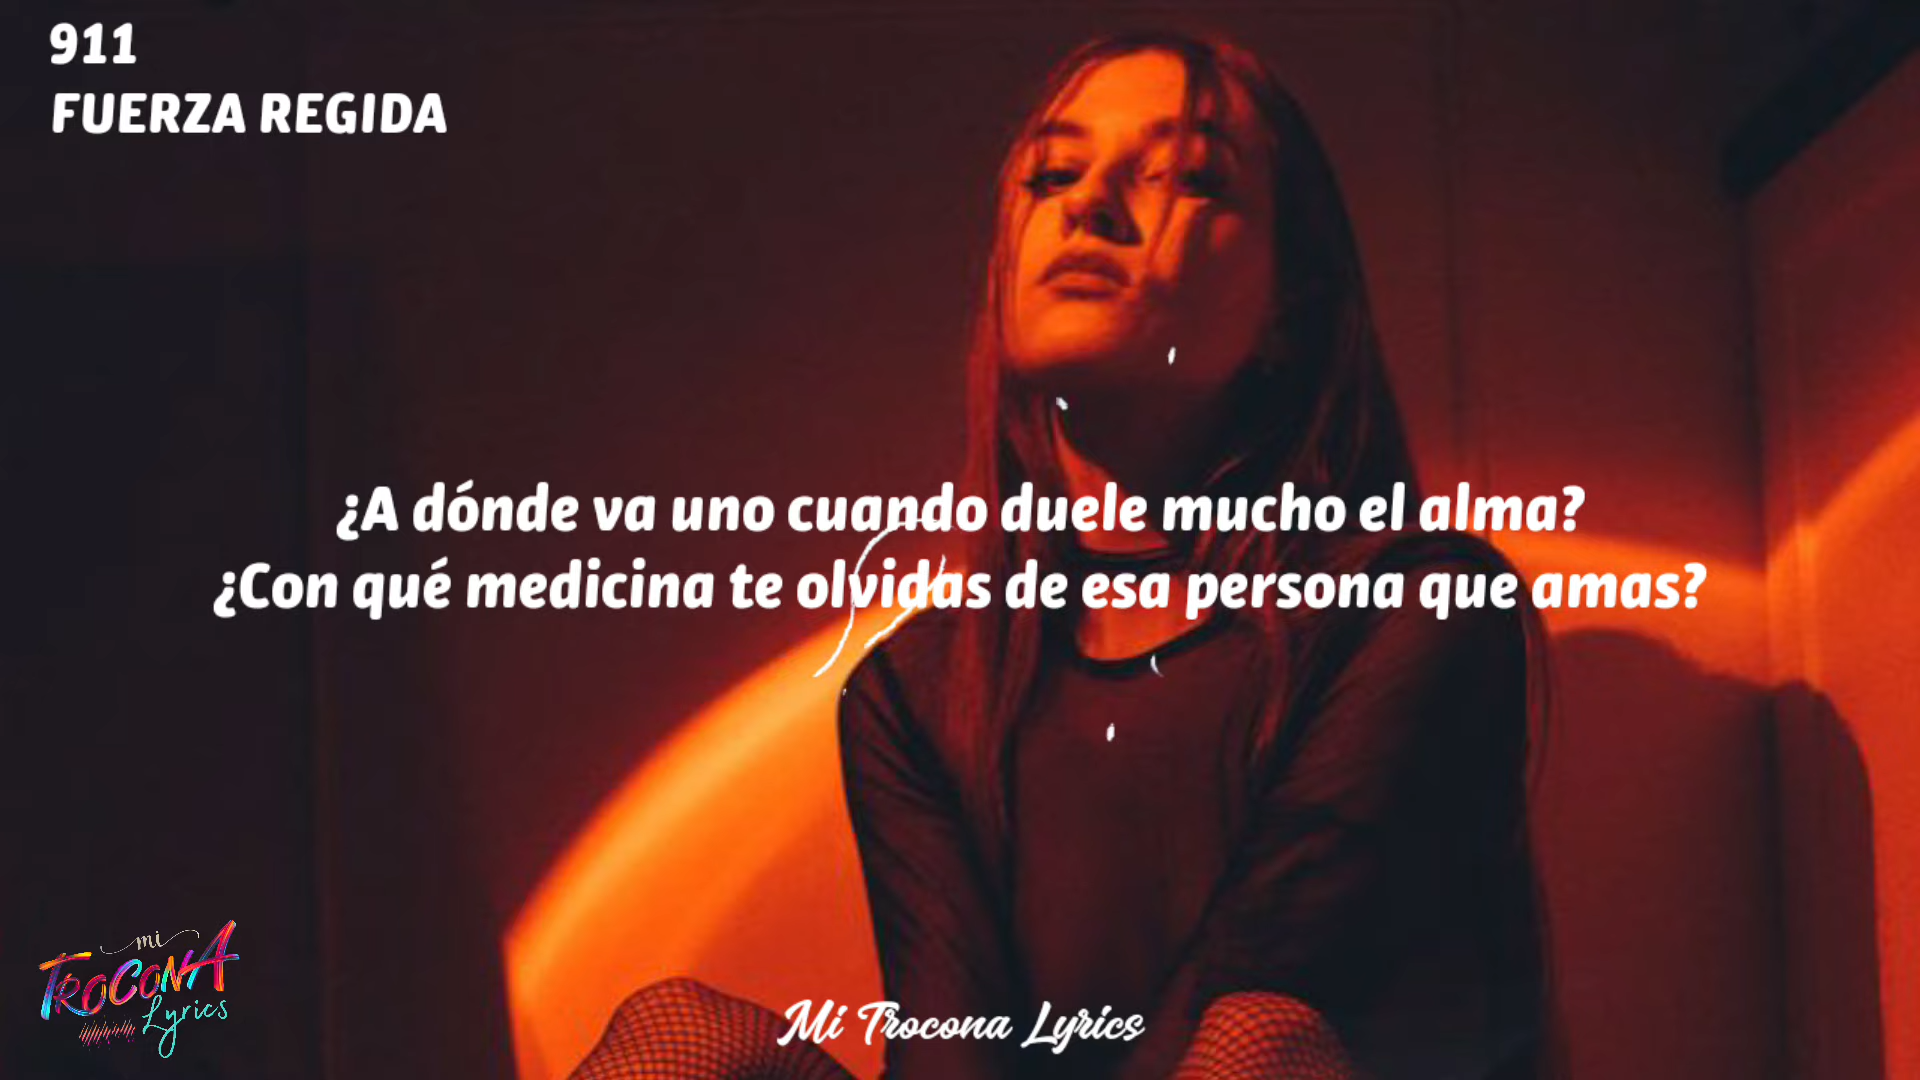 911
FUERZA REGIDA
¿A dónde va uno cuando duele mucho el alma?
¿Con qué medicina te olvidas de esa persona que amas?
mi
TROCONA
Lyrics
Mi Trocona Lyrics